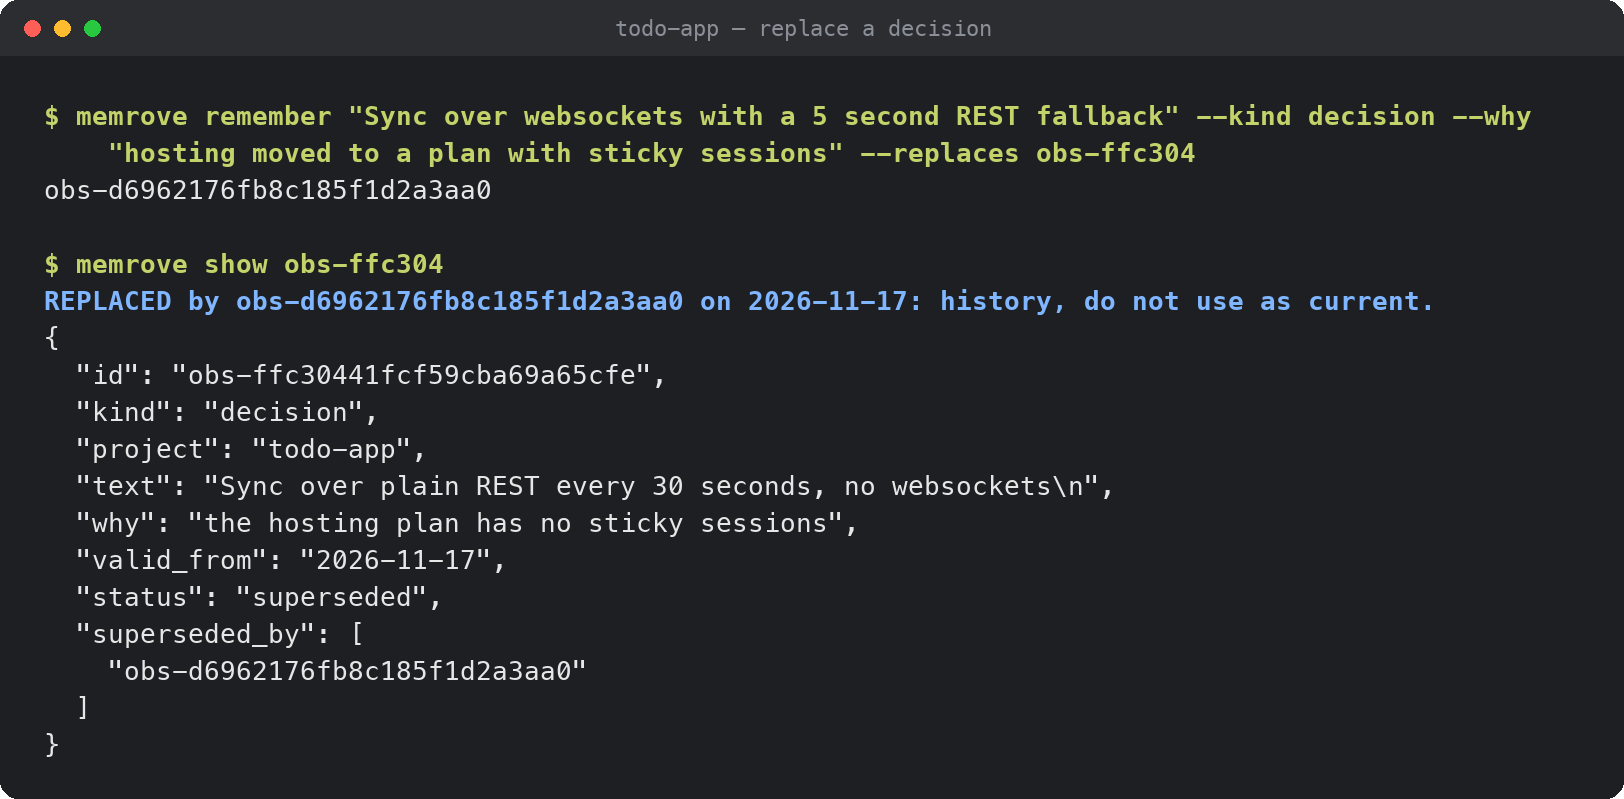 todo-app — replace a decision
$ memrove remember "Sync over websockets with a 5 second REST fallback" --kind decision --why
    "hosting moved to a plan with sticky sessions" --replaces obs-ffc304
obs-d6962176fb8c185f1d2a3aa0
$ memrove show obs-ffc304
REPLACED by obs-d6962176fb8c185f1d2a3aa0 on 2026-11-17: history, do not use as current.
{
  "id": "obs-ffc30441fcf59cba69a65cfe",
  "kind": "decision",
  "project": "todo-app",
  "text": "Sync over plain REST every 30 seconds, no websockets\n",
  "why": "the hosting plan has no sticky sessions",
  "valid_from": "2026-11-17",
  "status": "superseded",
  "superseded_by": [
    "obs-d6962176fb8c185f1d2a3aa0"
  ]
}